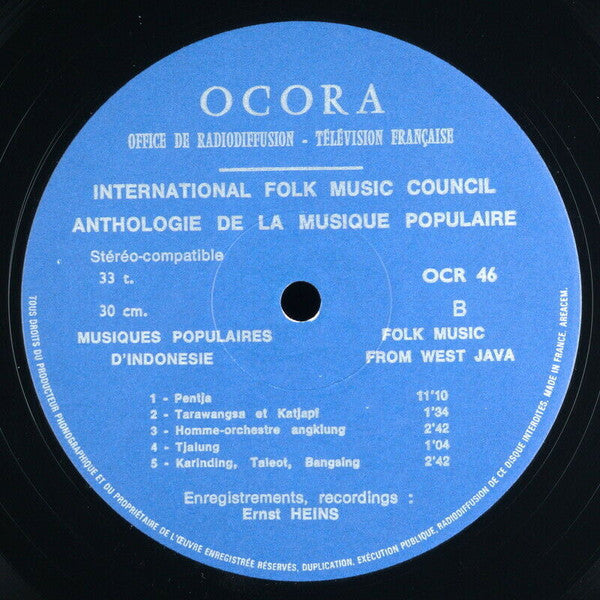 OCORA
OFFICE DE RADIODIFFUSION - TÉLÉVISION FRANÇAISE
INTERNATIONAL FOLK MUSIC COUNCIL
ANTHOLOGIE DE LA MUSIQUE POPULAIRE
Stéréo-compatible
33 t.
OCR 46
30 cm.
B
MUSIQUES POPULAIRES
D'INDONESIE
FOLK MUSIC
FROM WEST JAVA
1 - Pentja 11'10
2 - Tarawangsa et Katjapi 1'34
3 - Homme-orchestre angklung 2'42
4 - Tjalung 1'04
5 - Karinding, Taleot, Bangsing 2'42
Enregistrements, recordings :
Ernst HEINS
TOUS DROITS DU PRODUCTEUR PHONOGRAPHIQUE ET DU PROPRIÉTAIRE DE L'ŒUVRE ENREGISTRÉE RÉSERVÉS, DUPLICATION. EXÉCUTION PUBLIQUE. RADIODIFFUSION DE CE DISQUE INTERDITES. MADE IN FRANCE. AREACEM.